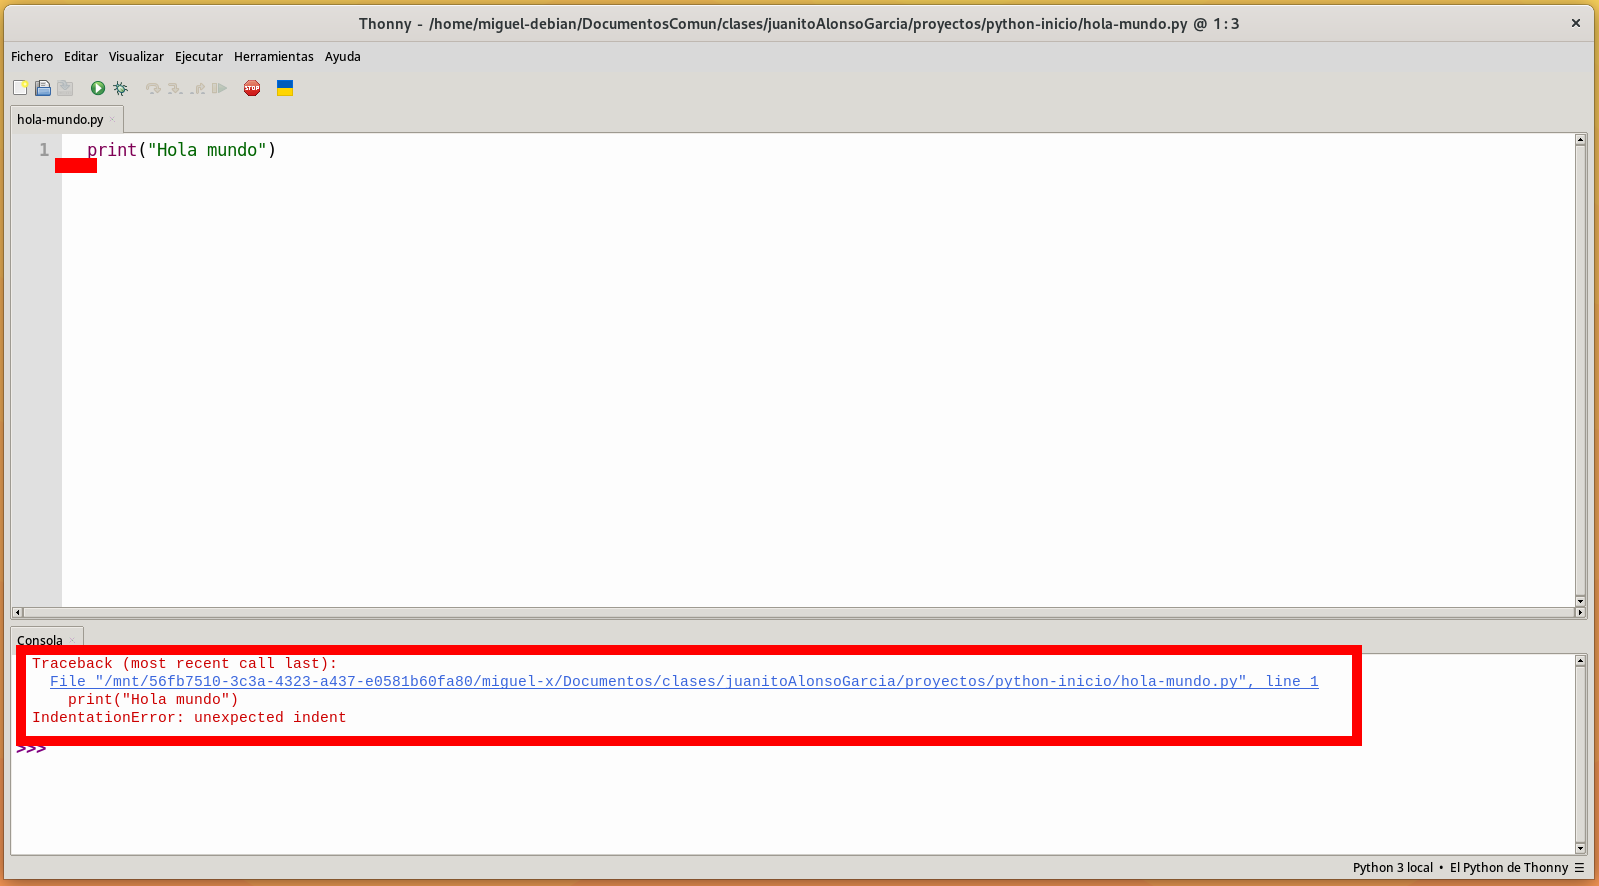 Thonny - /home/miguel-debian/DocumentosComun/clases/juanitoAlonsoGarcia/proyectos/python-inicio/hola-mundo.py @ 1:3
Fichero Editar Visualizar Ejecutar Herramientas Ayuda
STOP
hola-mundo.py
1 print("Hola mundo")
Consola
Traceback (most recent call last):
File "/mnt/56fb7510-3c3a-4323-a437-e0581b60fa80/miguel-x/Documentos/clases/juanitoAlonsoGarcia/proyectos/python-inicio/hola-mundo.py", line 1
print("Hola mundo")
IndentationError: unexpected indent
>>>
Python 3 local • El Python de Thonny ☰